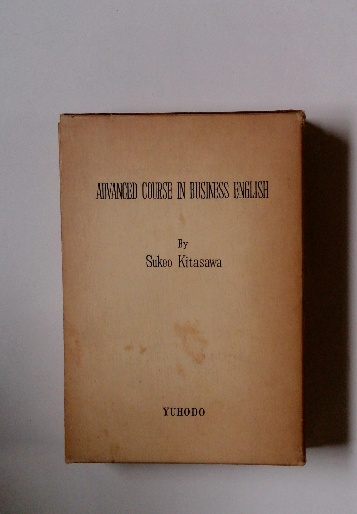 ADVANCED COURSE IN BUSINESS ENGLISH
By
Sukeo Kitasawa
YUHODO